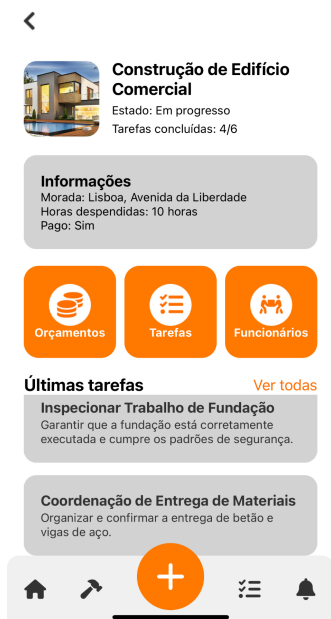 Construção de Edifício
Comercial
Estado: Em progresso
Tarefas concluídas: 4/6
Informações
Morada: Lisboa, Avenida da Liberdade
Horas despendidas: 10 horas
Pago: Sim
Orçamentos
Tarefas
Funcionários
Últimas tarefas
Ver todas
Inspecionar Trabalho de Fundação
Garantir que a fundação está corretamente
executada e cumpre os padrões de segurança.
Coordenação de Entrega de Materiais
Organizar e confirmar a entrega de betão e
vigas de aço.